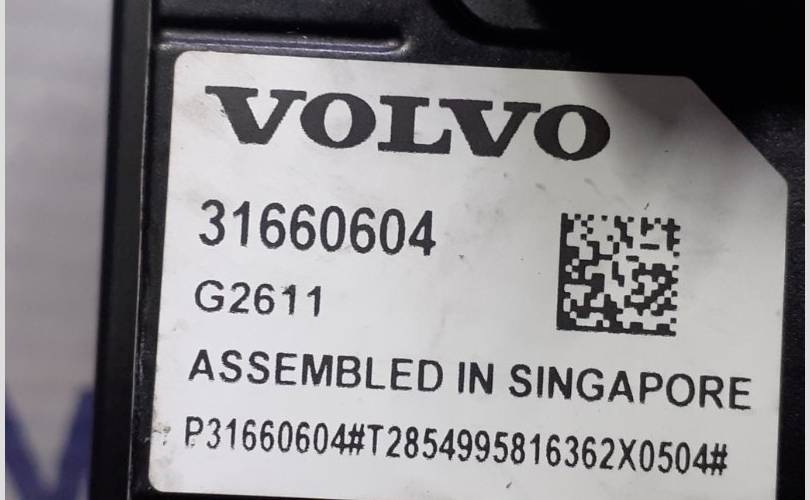 VOLVO
31660604
G2611
ASSEMBLED IN SINGAPORE
P31660604#T2854995816362X0504#